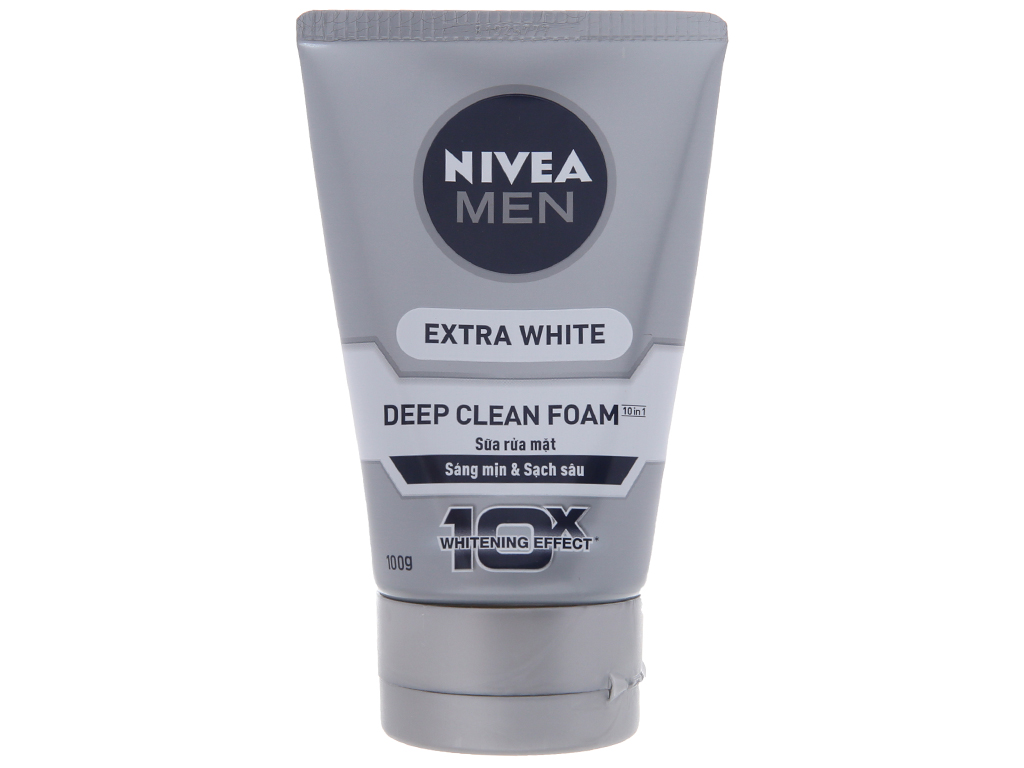 NIVEA
MEN
EXTRA WHITE
DEEP CLEAN FOAM 10 in 1
Sữa rửa mặt
Sáng mịn & Sạch sâu
10X
WHITENING EFFECT*
100g